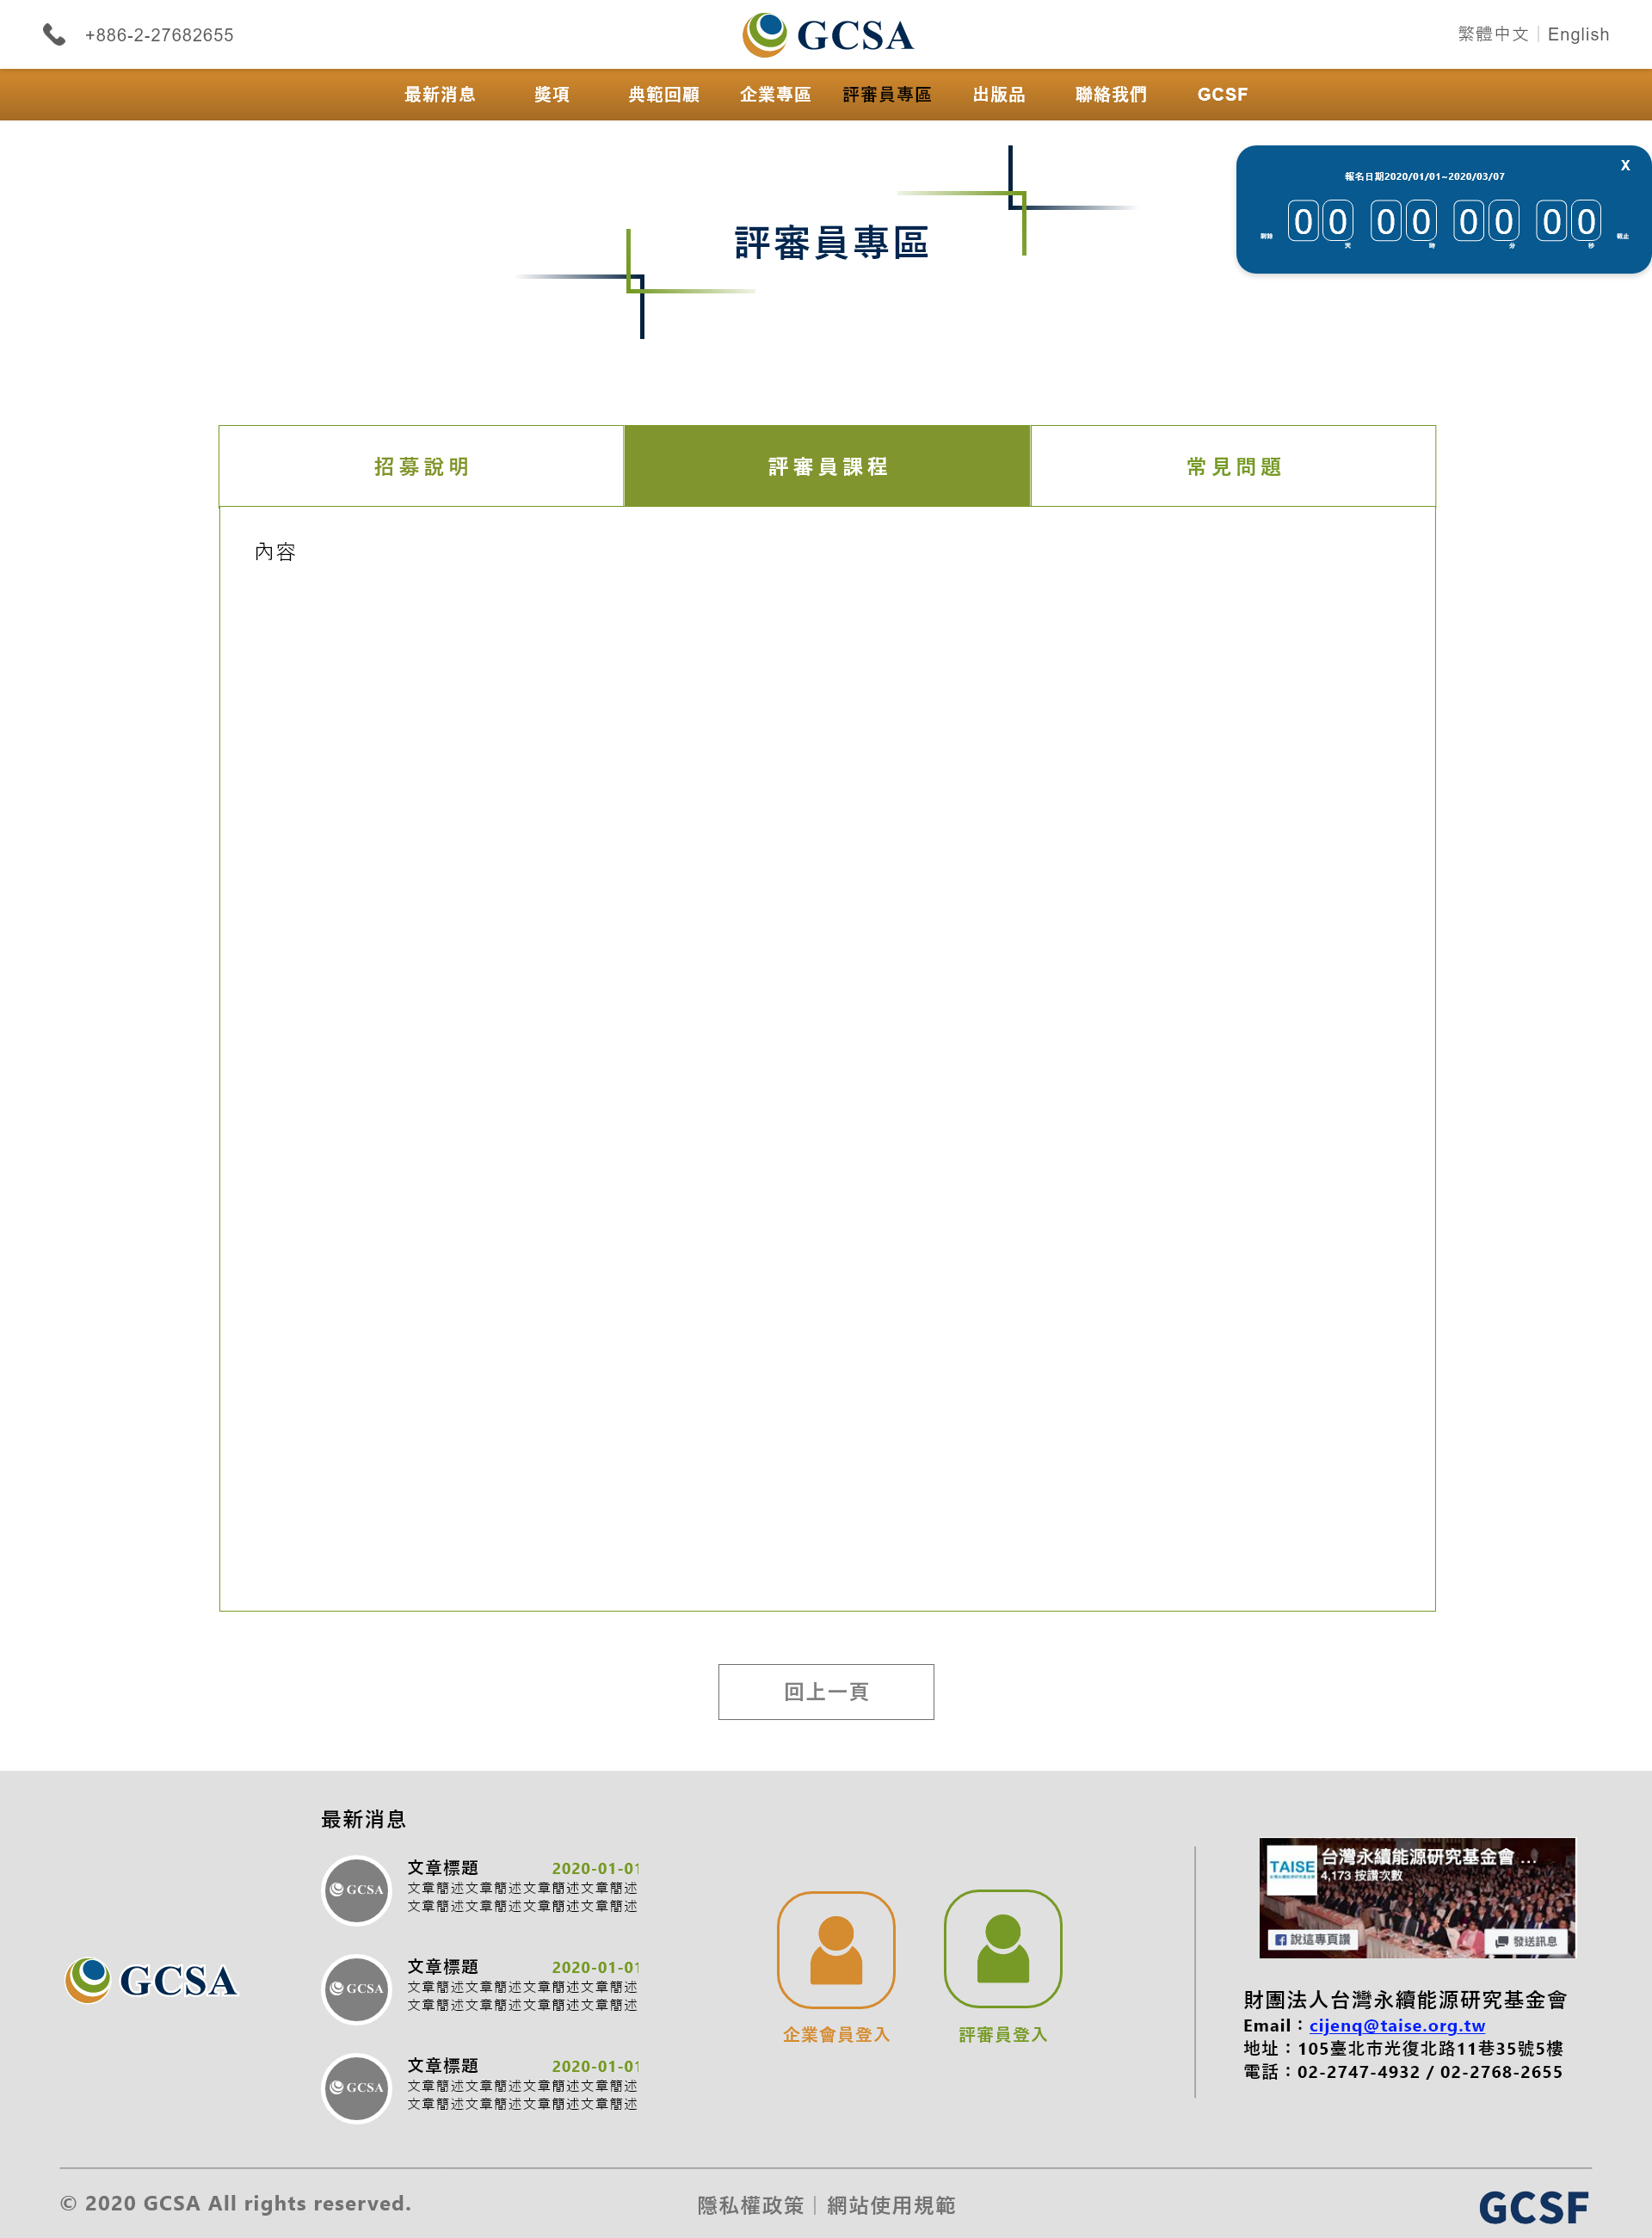 +886-2-27682655
GCSA
繁體中文｜English
最新消息 獎項 典範回顧 企業專區 評審員專區 出版品 聯絡我們 GCSF
X
報名日期2020/01/01~2020/03/07
剩餘 00 天 00 時 00 分 00 秒 截止
評審員專區
招募說明 評審員課程 常見問題
內容
回上一頁
GCSA
最新消息
GCSA
文章標題 2020-01-01
文章簡述文章簡述文章簡述文章簡述
文章簡述文章簡述文章簡述文章簡述
GCSA
文章標題 2020-01-01
文章簡述文章簡述文章簡述文章簡述
文章簡述文章簡述文章簡述文章簡述
GCSA
文章標題 2020-01-01
文章簡述文章簡述文章簡述文章簡述
文章簡述文章簡述文章簡述文章簡述
企業會員登入 評審員登入
TAISE
台灣永續能源研究基金會 ...
4,173 按讚次數
說這專頁讚 發送訊息
財團法人台灣永續能源研究基金會
Email：cijenq@taise.org.tw
地址：105臺北市光復北路11巷35號5樓
電話：02-2747-4932 / 02-2768-2655
© 2020 GCSA All rights reserved.
隱私權政策｜網站使用規範
GCSF